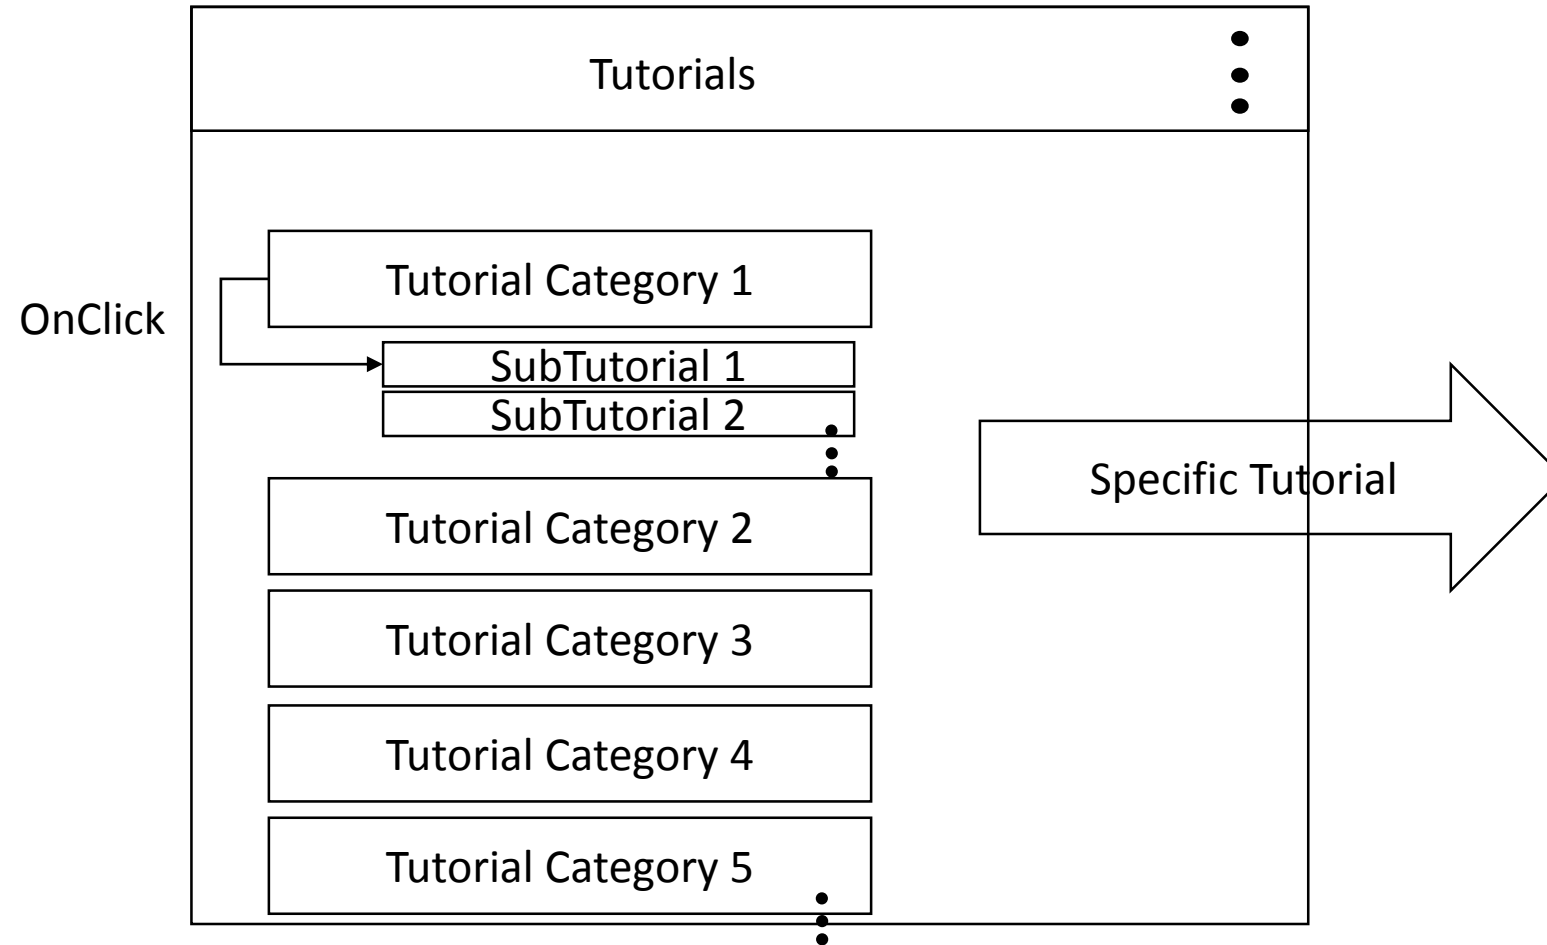 Tutorials
Tutorial Category 1
OnClick
SubTutorial 1
SubTutorial 2
Specific Tutorial
Tutorial Category 2
Tutorial Category 3
Tutorial Category 4
Tutorial Category 5